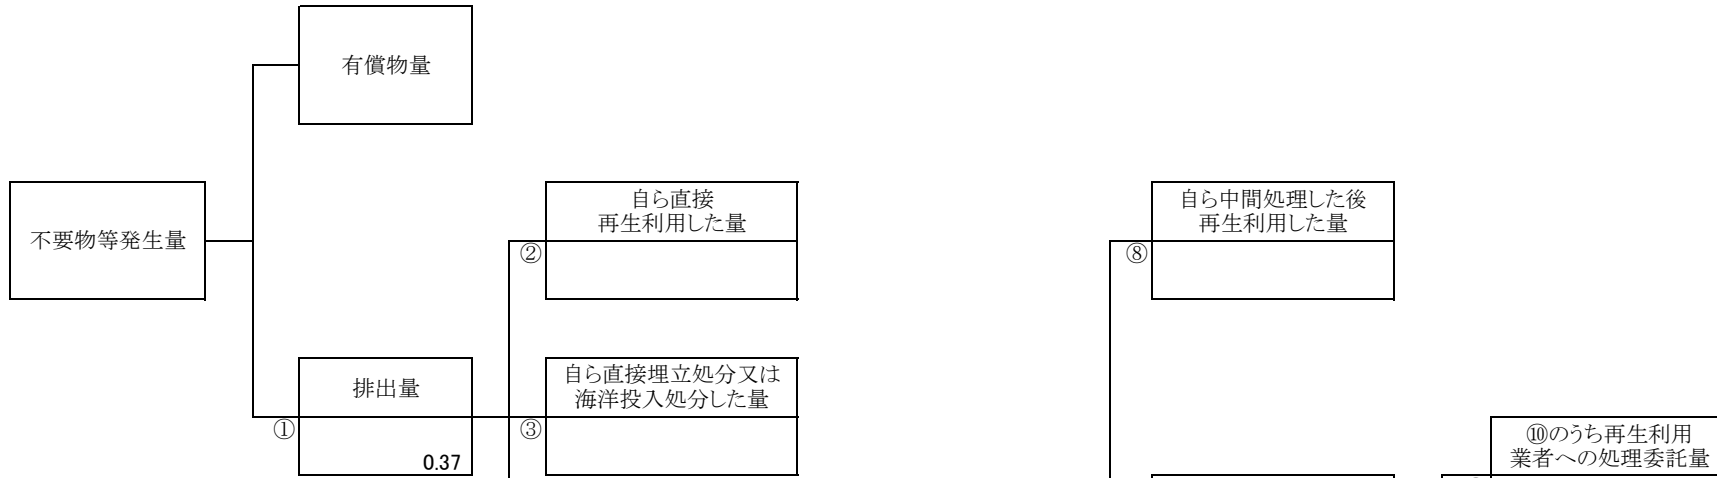 有償物量
不要物等発生量
自ら直接
再生利用した量
②
自ら中間処理した後
再生利用した量
⑧
排出量
①
0.37
自ら直接埋立処分又は
海洋投入処分した量
③
⑩のうち再生利用
業者への処理委託量